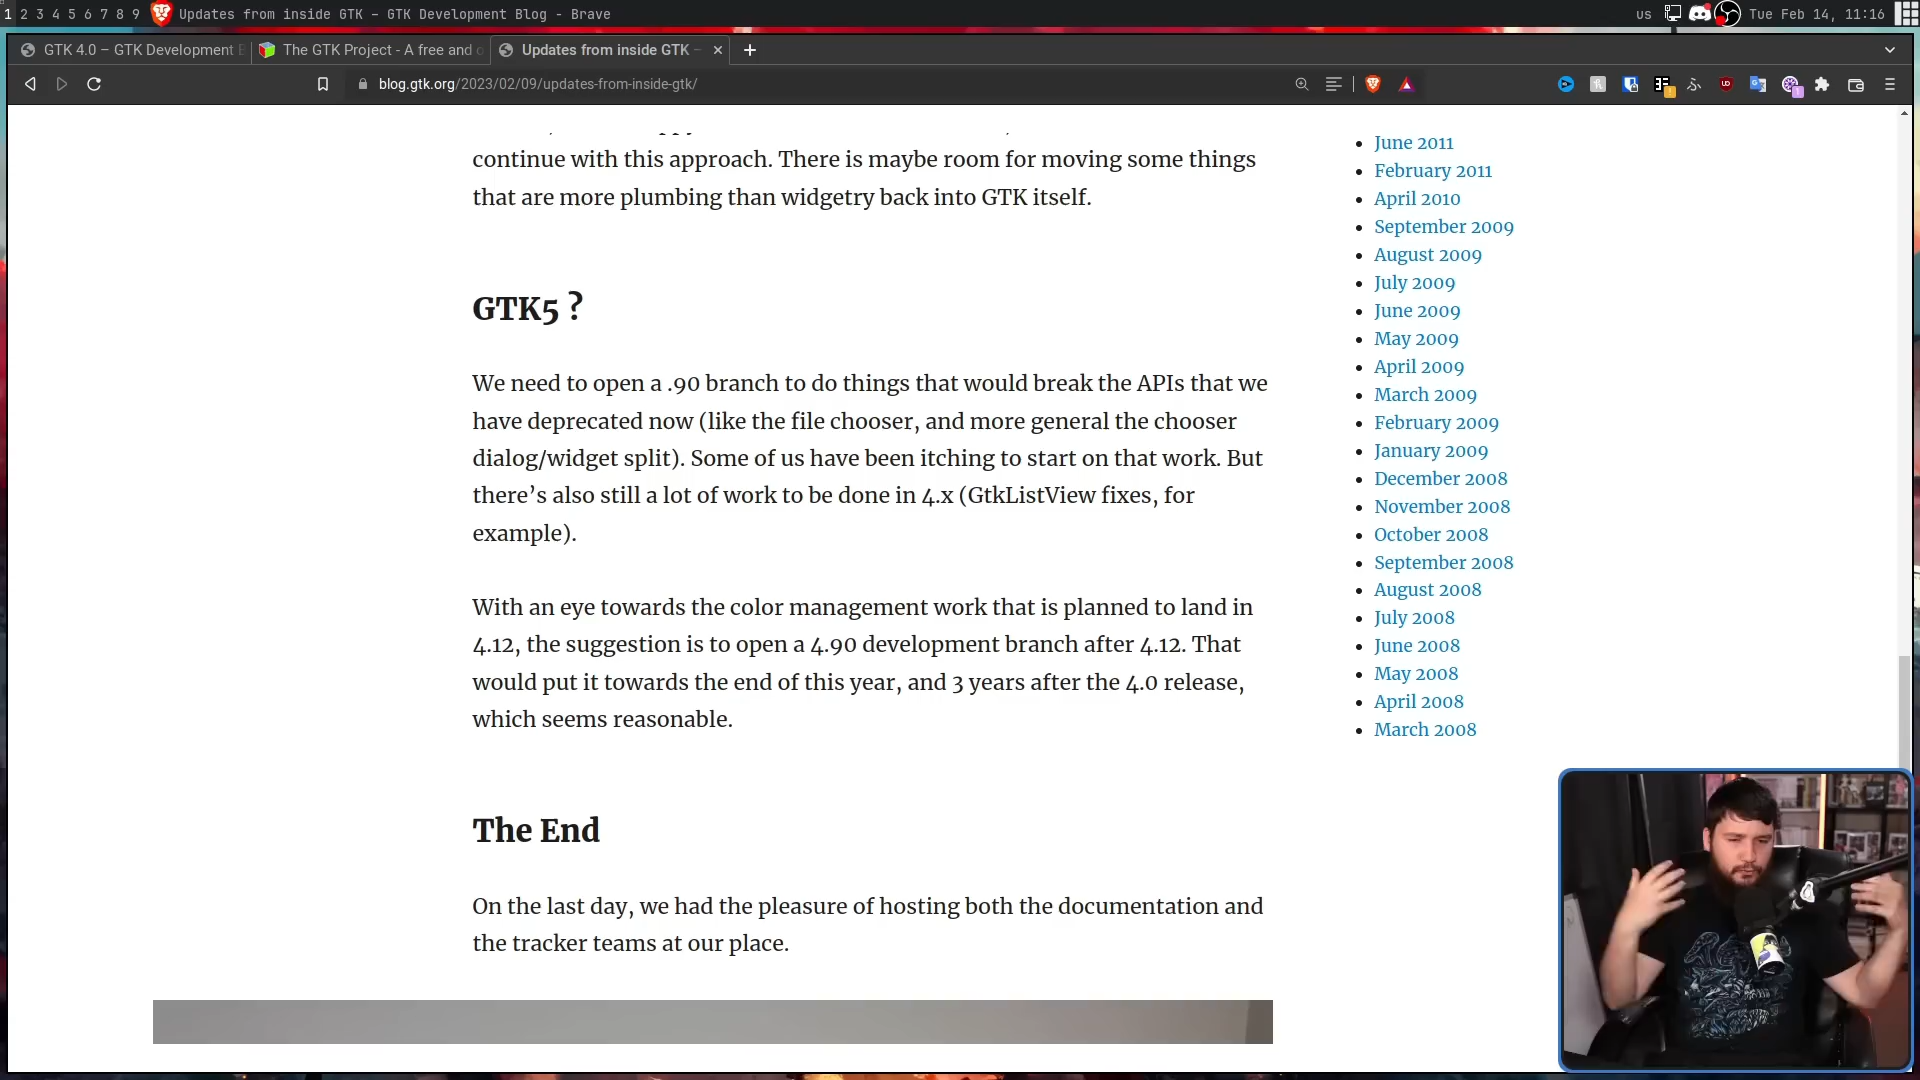 1 2 3 4 5 6 7 8 9 Updates from inside GTK – GTK Development Blog - Brave us Tue Feb 14, 11:16
GTK 4.0 – GTK Development B The GTK Project - A free and o Updates from inside GTK –
blog.gtk.org/2023/02/09/updates-from-inside-gtk/
continue with this approach. There is maybe room for moving some things
that are more plumbing than widgetry back into GTK itself.
GTK5 ?
We need to open a .90 branch to do things that would break the APIs that we
have deprecated now (like the file chooser, and more general the chooser
dialog/widget split). Some of us have been itching to start on that work. But
there’s also still a lot of work to be done in 4.x (GtkListView fixes, for
example).
With an eye towards the color management work that is planned to land in
4.12, the suggestion is to open a 4.90 development branch after 4.12. That
would put it towards the end of this year, and 3 years after the 4.0 release,
which seems reasonable.
The End
On the last day, we had the pleasure of hosting both the documentation and
the tracker teams at our place.
June 2011
February 2011
April 2010
September 2009
August 2009
July 2009
June 2009
May 2009
April 2009
March 2009
February 2009
January 2009
December 2008
November 2008
October 2008
September 2008
August 2008
July 2008
June 2008
May 2008
April 2008
March 2008